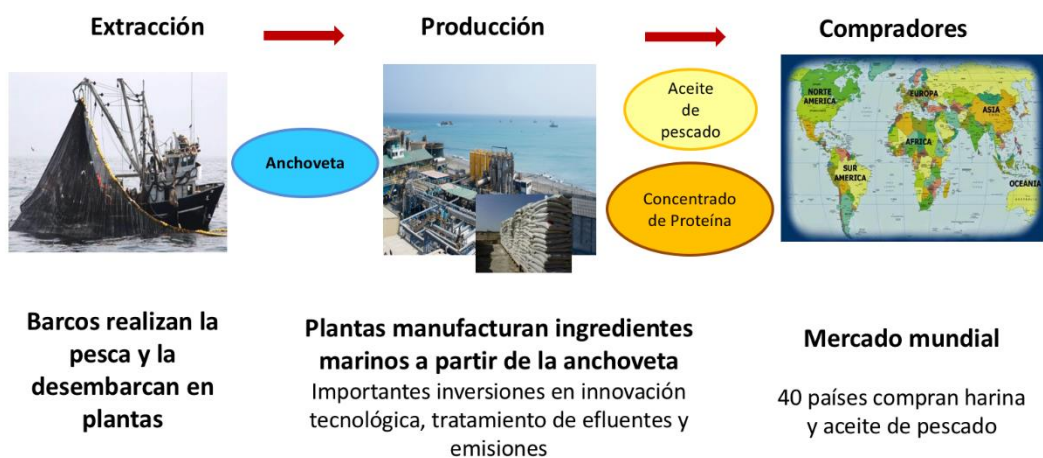 Extracción
Producción
Compradores
Anchoveta
Aceite
de
pescado
Concentrado
de Proteína
NORTE
AMERICA
EUROPA
ASIA
AFRICA
SUR
AMERICA
OCEANÍA
Barcos realizan la
pesca y la
desembarcan en
plantas
Plantas manufacturan ingredientes
marinos a partir de la anchoveta
Importantes inversiones en innovación
tecnológica, tratamiento de efluentes y
emisiones
Mercado mundial
40 países compran harina
y aceite de pescado